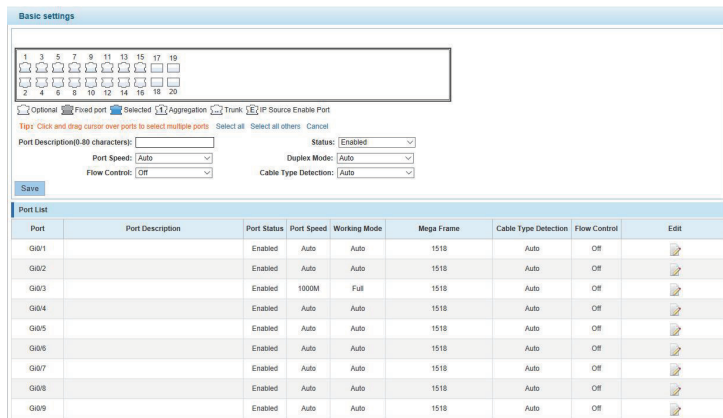 Basic settings
1 3 5 7 9 11 13 15 17 19
2 4 6 8 10 12 14 16 18 20
Optional Fixed port Selected 1 Aggregation ... Trunk E IP Source Enable Port
Tip: Click and drag cursor over ports to select multiple ports Select all Select all others Cancel
Port Description(0-80 characters): Status: Enabled
Port Speed: Auto Duplex Mode: Auto
Flow Control: Off Cable Type Detection: Auto
Save
Port List
Port Port Description Port Status Port Speed Working Mode Mega Frame Cable Type Detection Flow Control Edit
Gi0/1 Enabled Auto Auto 1518 Auto Off
Gi0/2 Enabled Auto Auto 1518 Auto Off
Gi0/3 Enabled 1000M Full 1518 Auto Off
Gi0/4 Enabled Auto Auto 1518 Auto Off
Gi0/5 Enabled Auto Auto 1518 Auto Off
Gi0/6 Enabled Auto Auto 1518 Auto Off
Gi0/7 Enabled Auto Auto 1518 Auto Off
Gi0/8 Enabled Auto Auto 1518 Auto Off
Gi0/9 Enabled Auto Auto 1518 Auto Off